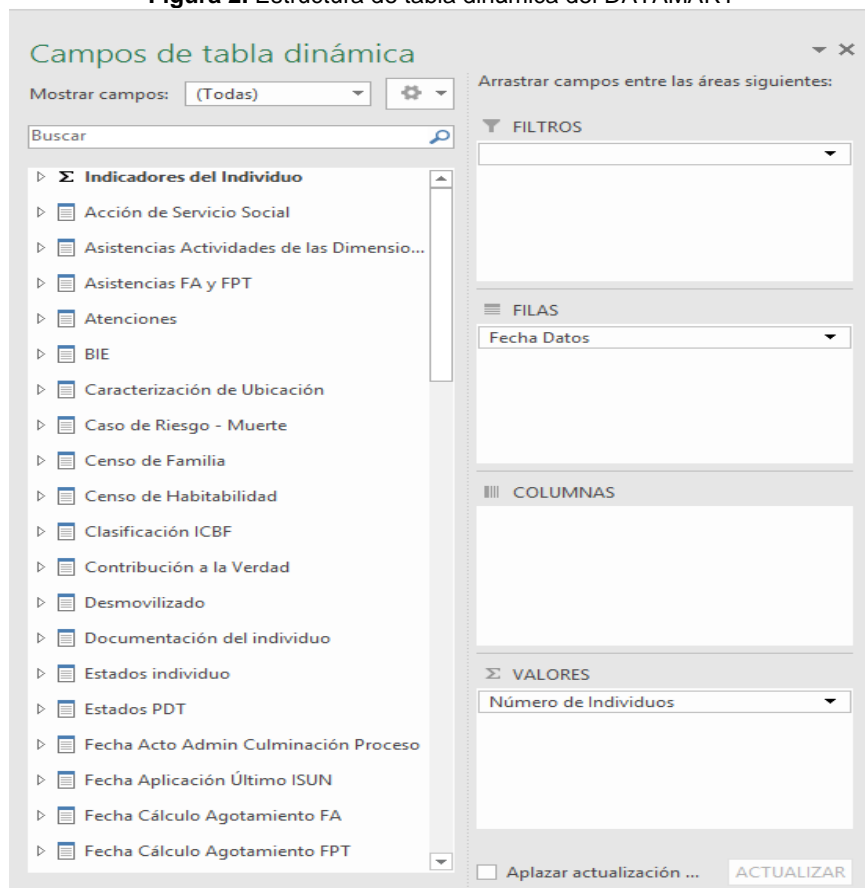 Figura 2. Estructura de tabla dinámica del DATAMART
Campos de tabla dinámica
Mostrar campos: (Todas)
Buscar
Σ Indicadores del Individuo
Acción de Servicio Social
Asistencias Actividades de las Dimensio...
Asistencias FA y FPT
Atenciones
BIE
Caracterización de Ubicación
Caso de Riesgo - Muerte
Censo de Familia
Censo de Habitabilidad
Clasificación ICBF
Contribución a la Verdad
Desmovilizado
Documentación del individuo
Estados individuo
Estados PDT
Fecha Acto Admin Culminación Proceso
Fecha Aplicación Último ISUN
Fecha Cálculo Agotamiento FA
Fecha Cálculo Agotamiento FPT
Arrastrar campos entre las áreas siguientes:
FILTROS
FILAS
Fecha Datos
COLUMNAS
Σ VALORES
Número de Individuos
Aplazar actualización ... ACTUALIZAR